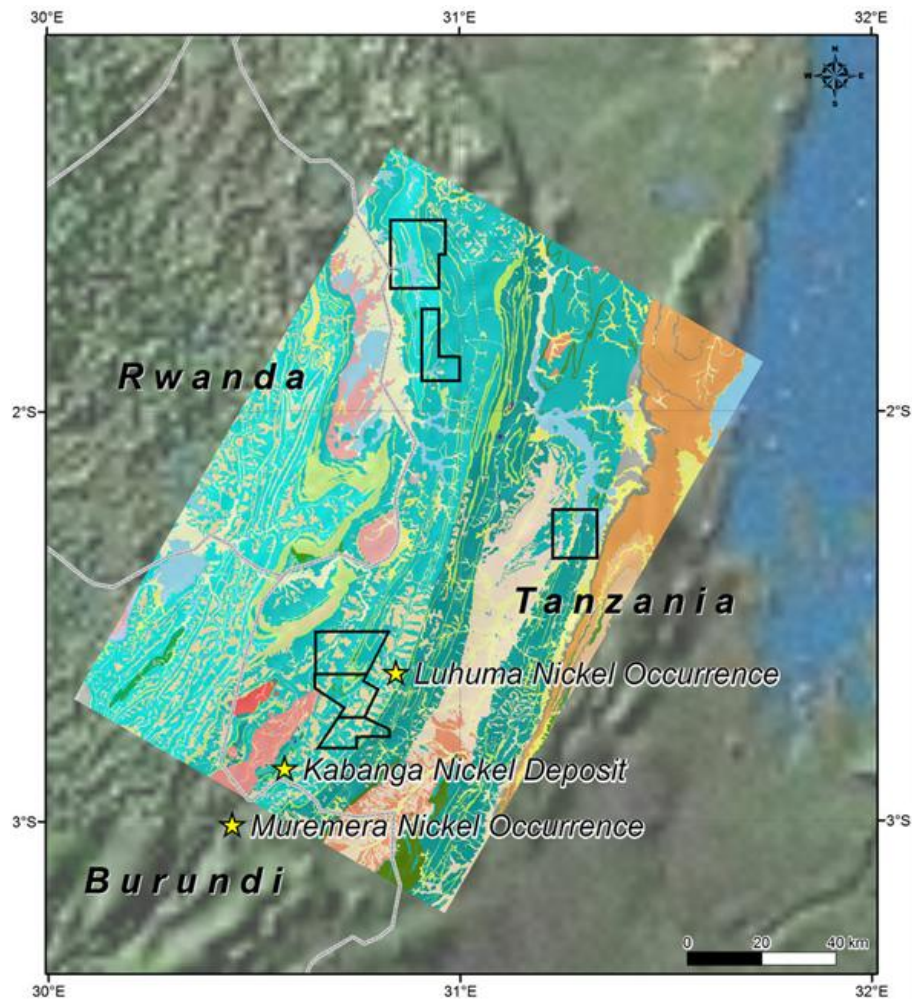 30°E
31°E
32°E
N
W
E
S
Rwanda
2°S
2°S
Tanzania
Luhuma Nickel Occurrence
Kabanga Nickel Deposit
3°S
3°S
Muremera Nickel Occurrence
Burundi
0
20
40 km
30°E
31°E
32°E